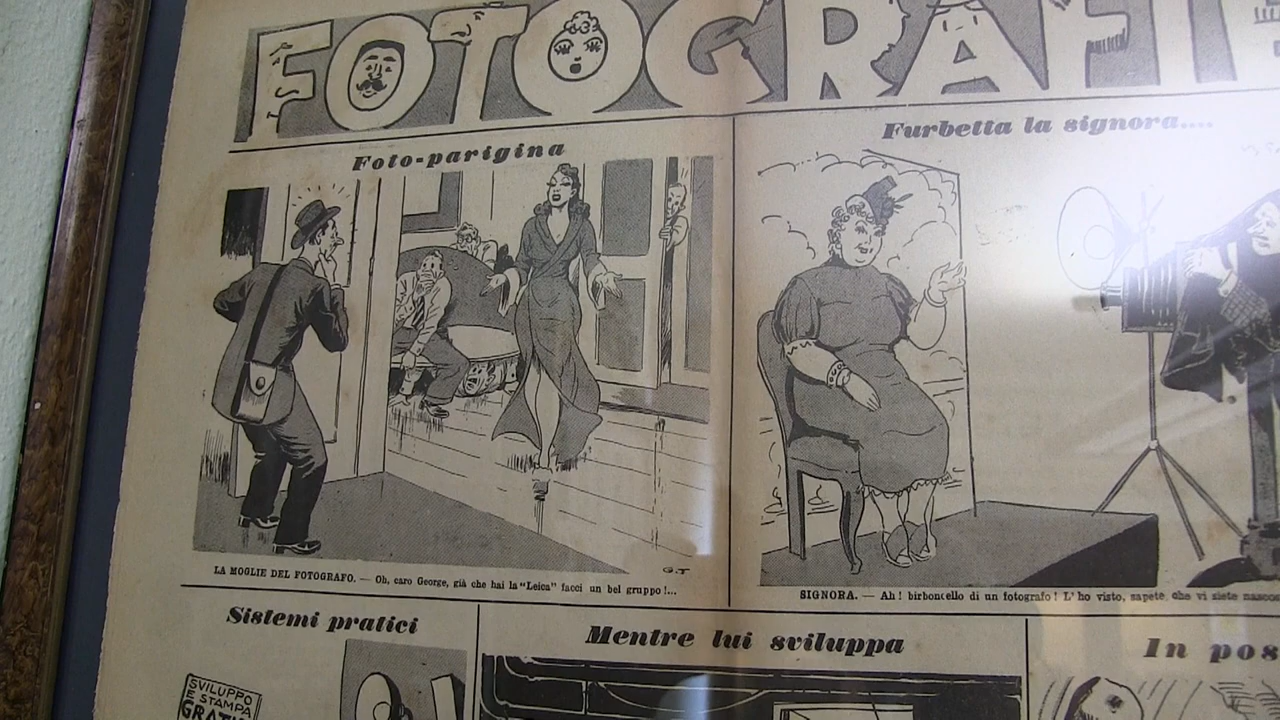 FOTOGRAFIE
Foto-parigina
Furbetta la signora....
G.T
LA MOGLIE DEL FOTOGRAFO. — Oh, caro George, già che hai la "Leica" facci un bel gruppo!...
SIGNORA. — Ah! birboncello di un fotografo! L'ho visto, sapete, che vi siete
Sistemi pratici
Mentre lui sviluppa
In pos
SVILUPPO
E STAMPA